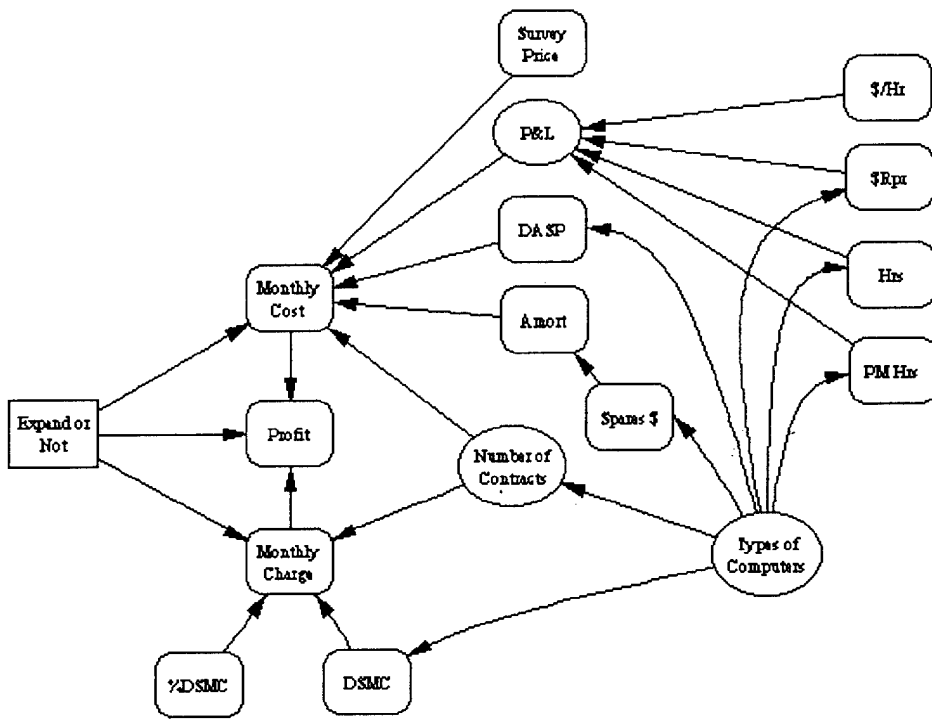 Survey
Price
$/Hr
P&L
$Rpr
DASP
Hrs
Monthly
Cost
Amort
PM Hrs
Expand or
Not
Profit
Spares $
Number of
Contracts
Monthly
Charge
Types of
Computers
%DSMC
DSMC